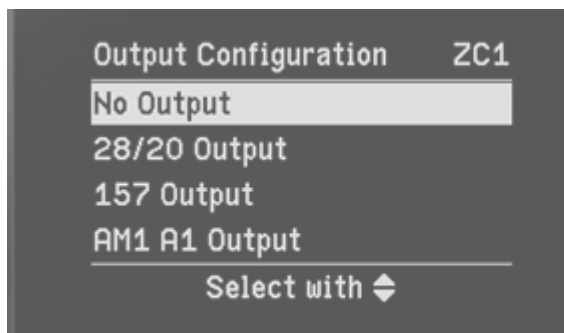 Output Configuration ZC1
No Output
28/20 Output
157 Output
AM1 A1 Output
Select with